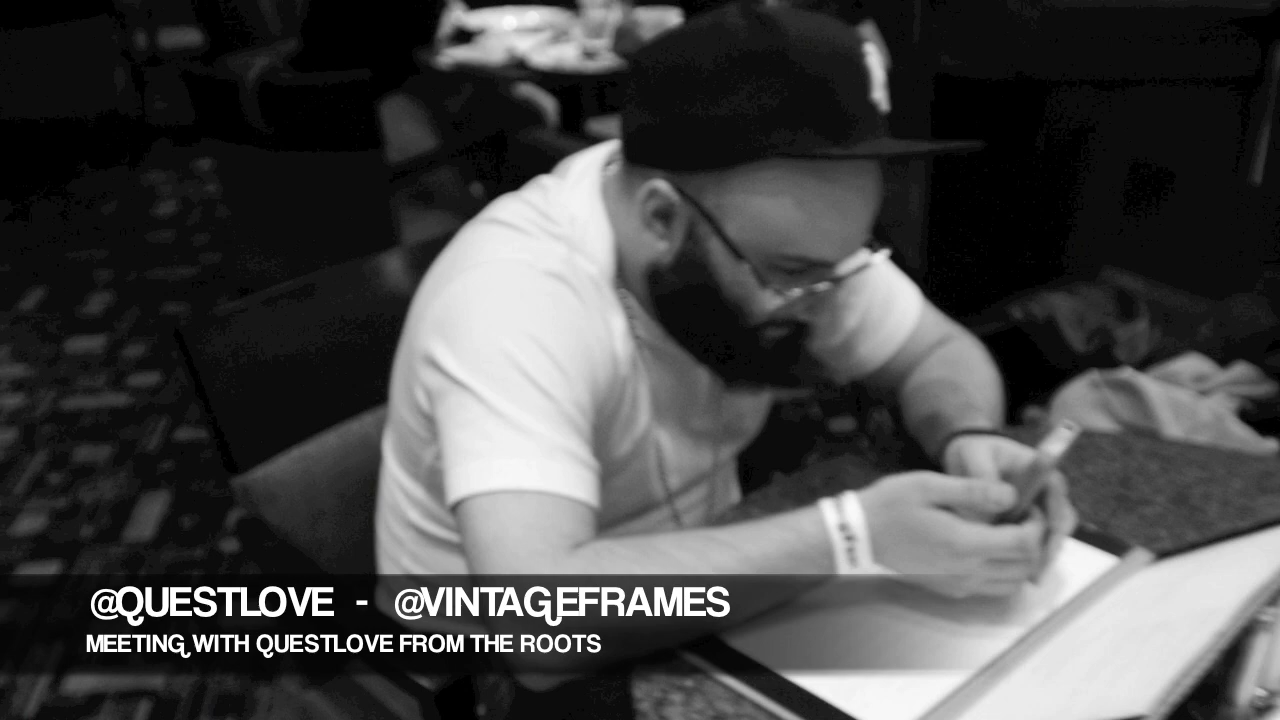 @QUESTLOVE - @VINTAGEFRAMES
MEETING WITH QUESTLOVE FROM THE ROOTS